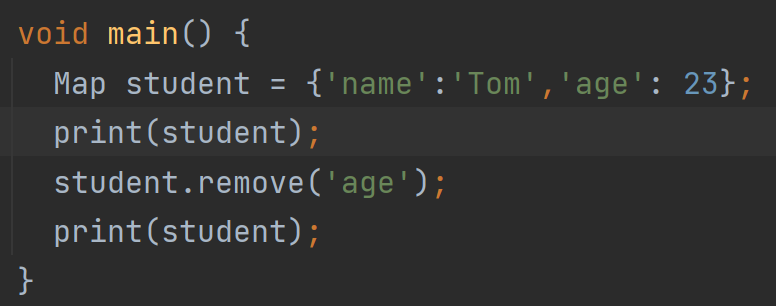 void main() {
  Map student = {'name':'Tom','age': 23};
  print(student);
  student.remove('age');
  print(student);
}